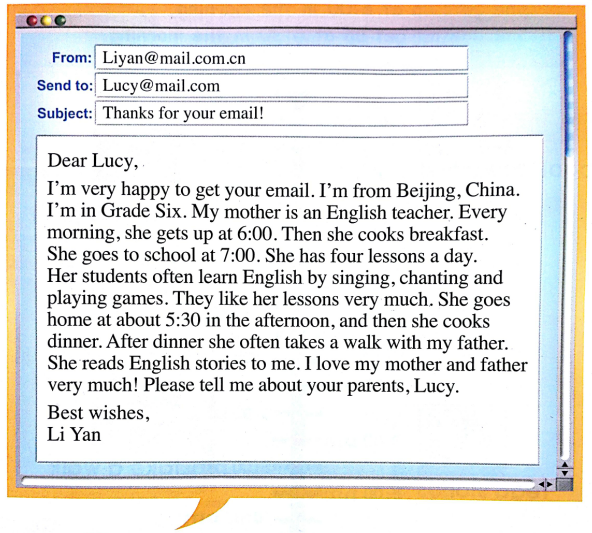 From: Liyan@mail.com.cn
Send to: Lucy@mail.com
Subject: Thanks for your email!
Dear Lucy,
I'm very happy to get your email. I'm from Beijing, China.
I'm in Grade Six. My mother is an English teacher. Every
morning, she gets up at 6:00. Then she cooks breakfast.
She goes to school at 7:00. She has four lessons a day.
Her students often learn English by singing, chanting and
playing games. They like her lessons very much. She goes
home at about 5:30 in the afternoon, and then she cooks
dinner. After dinner she often takes a walk with my father.
She reads English stories to me. I love my mother and father
very much! Please tell me about your parents, Lucy.
Best wishes,
Li Yan